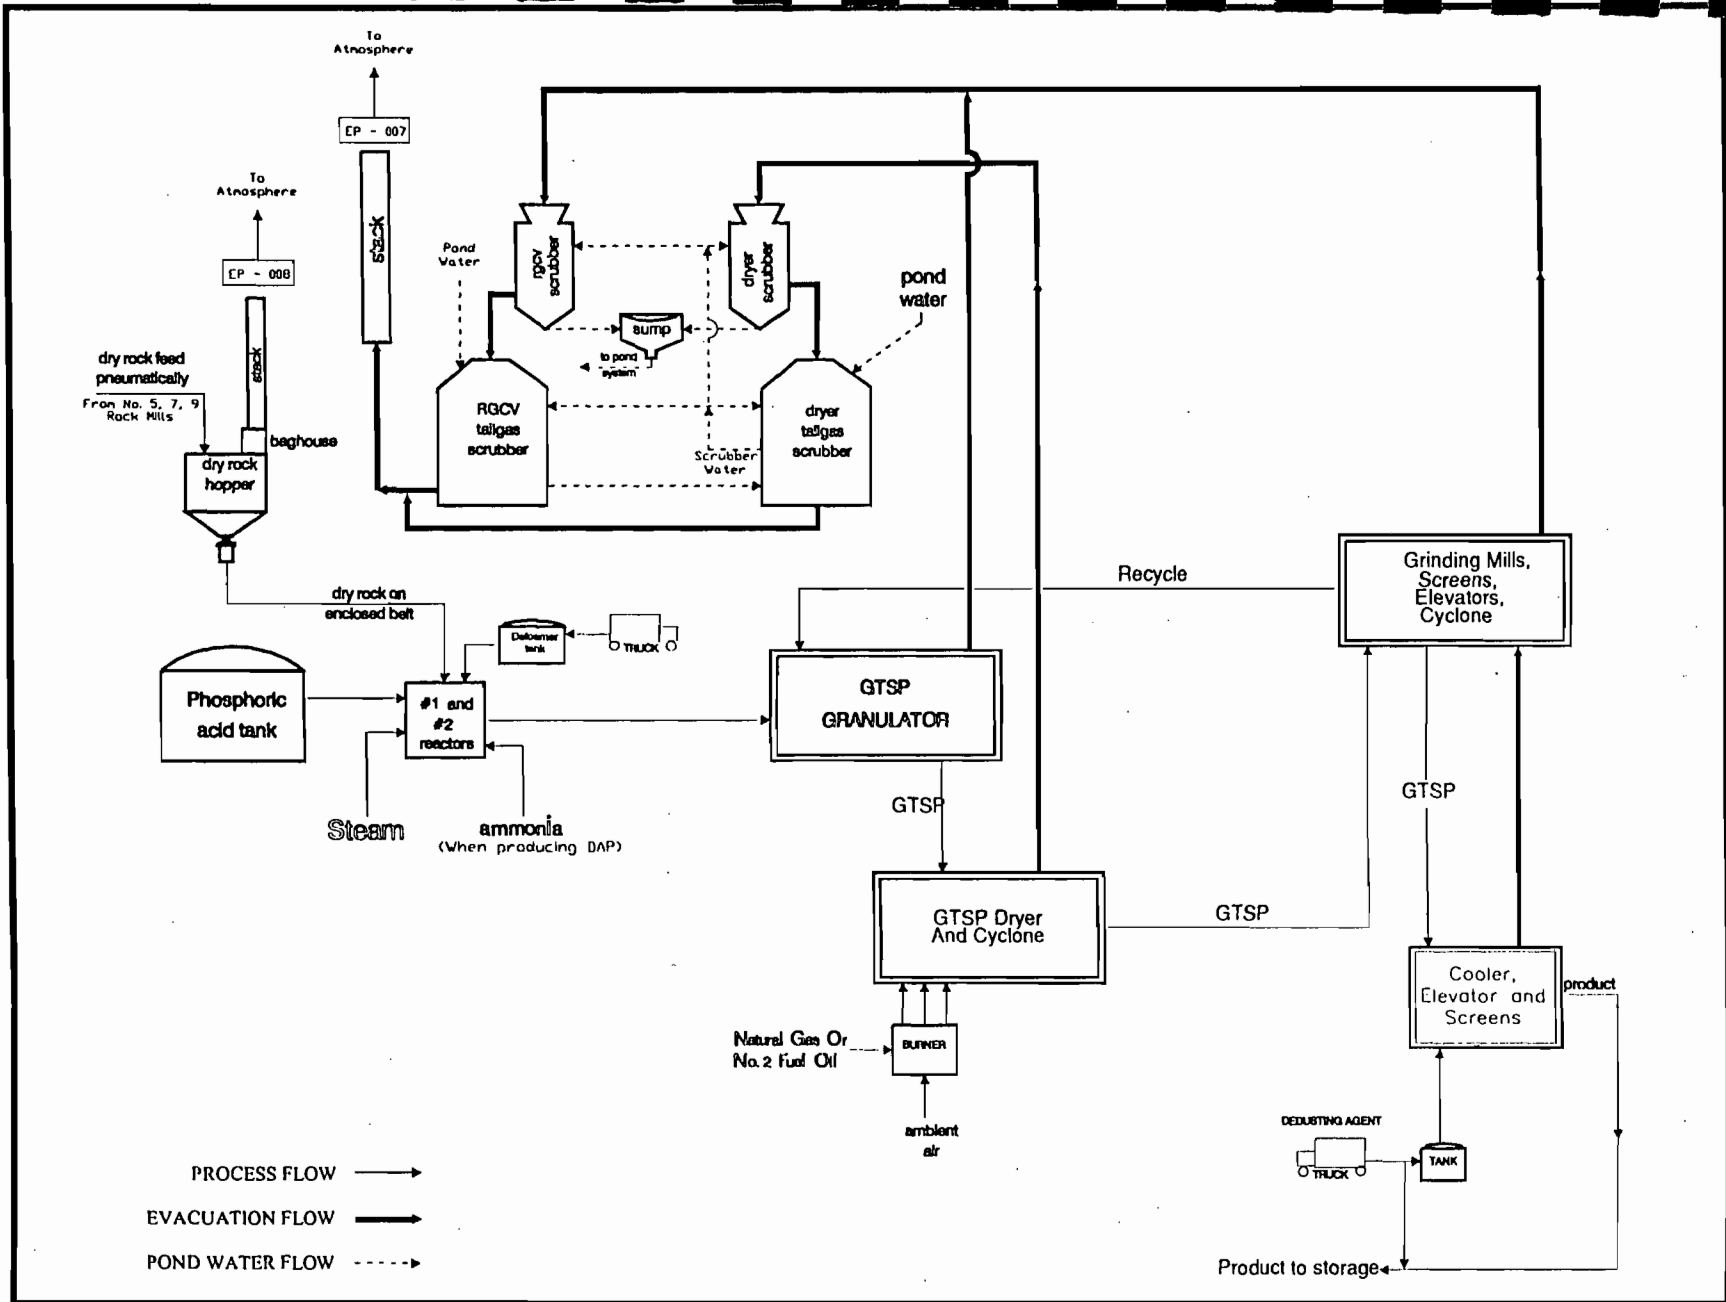 To
Atmosphere
EP - 007
stack
To
Atmosphere
EP - 008
stack
dry rock feed
pneumatically
From No. 5, 7, 9
Rock Mills
baghouse
dry rock
hopper
Pond
Water
rgcv
scrubber
dryer
scrubber
sump
to pond
system
pond
water
RGCV
tailgas
scrubber
dryer
tailgas
scrubber
Scrubber
Water
dry rock on
enclosed belt
Defoamer
tank
TRUCK
Phosphoric
acid tank
#1 and
#2
reactors
Steam
ammonia
(When producing DAP)
Recycle
GTSP
GRANULATOR
GTSP
Grinding Mills,
Screens,
Elevators,
Cyclone
GTSP
GTSP Dryer
And Cyclone
GTSP
Cooler,
Elevator and
Screens
product
Natural Gas Or
No. 2 Fuel Oil
BURNER
ambient
air
DEDUSTING AGENT
TRUCK
TANK
Product to storage
PROCESS FLOW
EVACUATION FLOW
POND WATER FLOW